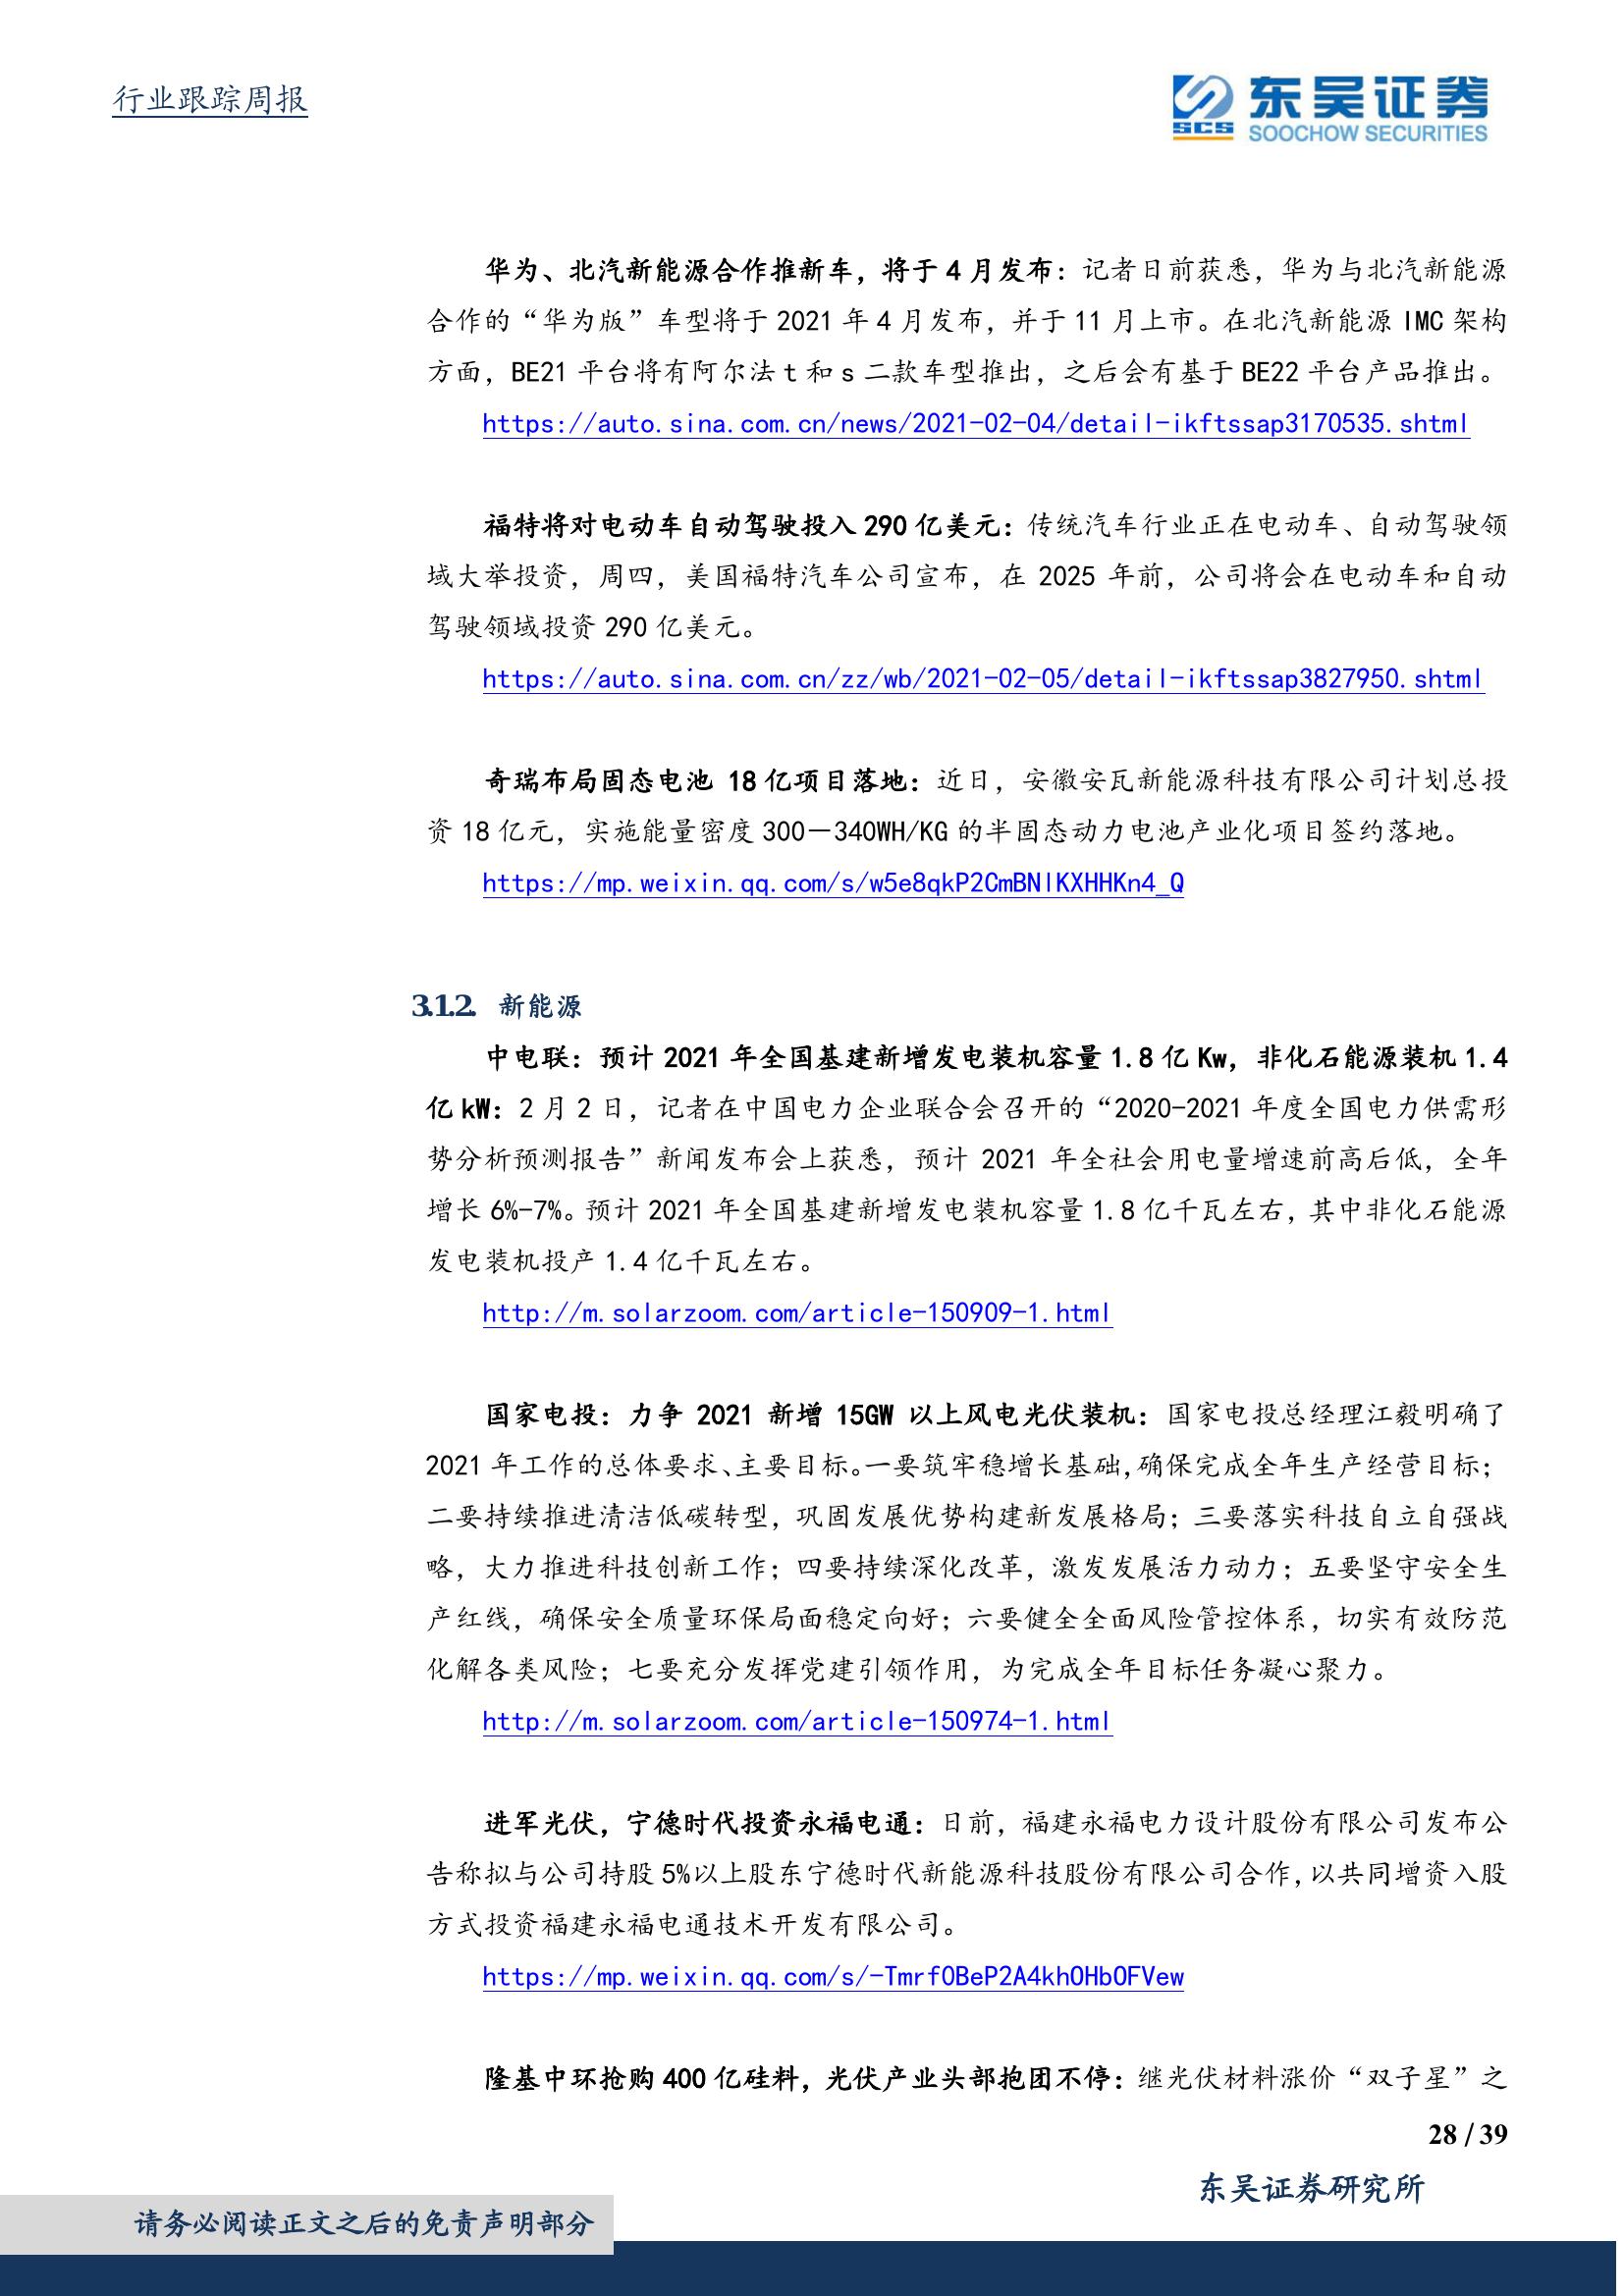 行业跟踪周报
SCS
东吴证券
SOOCHOW SECURITIES
华为、北汽新能源合作推新车，将于 4 月发布：记者日前获悉，华为与北汽新能源
合作的“华为版”车型将于 2021 年 4 月发布，并于 11 月上市。在北汽新能源 IMC 架构
方面，BE21 平台将有阿尔法 t 和 s 二款车型推出，之后会有基于 BE22 平台产品推出。
https://auto.sina.com.cn/news/2021-02-04/detail-ikftssap3170535.shtml
福特将对电动车自动驾驶投入 290 亿美元：传统汽车行业正在电动车、自动驾驶领
域大举投资，周四，美国福特汽车公司宣布，在 2025 年前，公司将会在电动车和自动
驾驶领域投资 290 亿美元。
https://auto.sina.com.cn/zz/wb/2021-02-05/detail-ikftssap3827950.shtml
奇瑞布局固态电池 18 亿项目落地：近日，安徽安瓦新能源科技有限公司计划总投
资 18 亿元，实施能量密度 300－340WH/KG 的半固态动力电池产业化项目签约落地。
https://mp.weixin.qq.com/s/w5e8qkP2CmBNlKXHHKn4_Q
3.1.2. 新能源
中电联：预计 2021 年全国基建新增发电装机容量 1.8 亿 Kw，非化石能源装机 1.4
亿 kW：2 月 2 日，记者在中国电力企业联合会召开的“2020-2021 年度全国电力供需形
势分析预测报告”新闻发布会上获悉，预计 2021 年全社会用电量增速前高后低，全年
增长 6%-7%。预计 2021 年全国基建新增发电装机容量 1.8 亿千瓦左右，其中非化石能源
发电装机投产 1.4 亿千瓦左右。
http://m.solarzoom.com/article-150909-1.html
国家电投：力争 2021 新增 15GW 以上风电光伏装机：国家电投总经理江毅明确了
2021 年工作的总体要求、主要目标。一要筑牢稳增长基础，确保完成全年生产经营目标；
二要持续推进清洁低碳转型，巩固发展优势构建新发展格局；三要落实科技自立自强战
略，大力推进科技创新工作；四要持续深化改革，激发发展活力动力；五要坚守安全生
产红线，确保安全质量环保局面稳定向好；六要健全全面风险管控体系，切实有效防范
化解各类风险；七要充分发挥党建引领作用，为完成全年目标任务凝心聚力。
http://m.solarzoom.com/article-150974-1.html
进军光伏，宁德时代投资永福电通：日前，福建永福电力设计股份有限公司发布公
告称拟与公司持股 5%以上股东宁德时代新能源科技股份有限公司合作，以共同增资入股
方式投资福建永福电通技术开发有限公司。
https://mp.weixin.qq.com/s/-TmrfOBeP2A4khOHbOFVew
隆基中环抢购 400 亿硅料，光伏产业头部抱团不停：继光伏材料涨价“双子星”之
28 / 39
东吴证券研究所
请务必阅读正文之后的免责声明部分